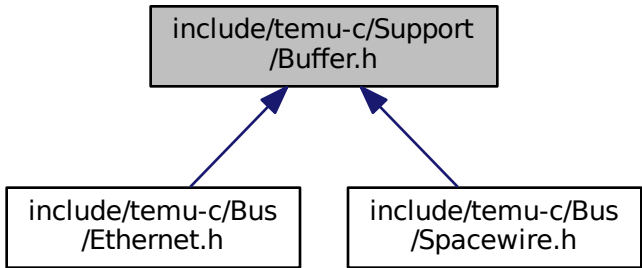 include/temu-c/Support
/Buffer.h
include/temu-c/Bus
/Ethernet.h
include/temu-c/Bus
/Spacewire.h